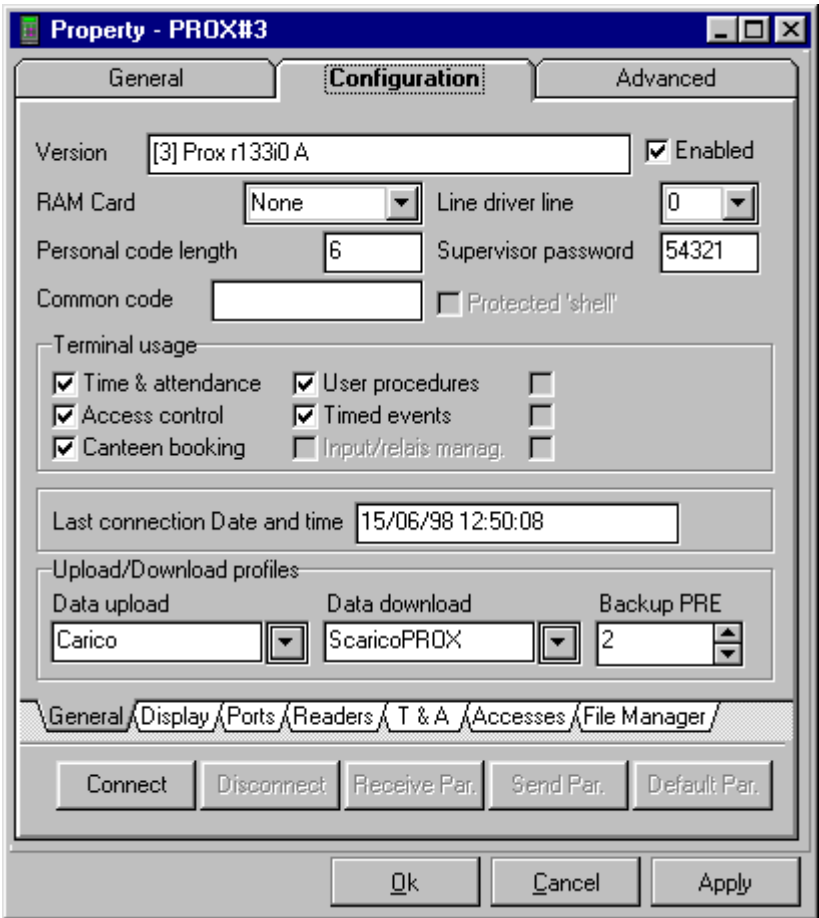 Property - PROX#3
General Configuration Advanced
Version [3] Prox r133i0 A Enabled
RAM Card None Line driver line 0
Personal code length 6 Supervisor password 54321
Common code Protected 'shell'
Terminal usage
Time & attendance User procedures
Access control Timed events
Canteen booking Input/relais manag.
Last connection Date and time 15/06/98 12:50:08
Upload/Download profiles
Data upload Data download Backup PRE
Carico ScaricoPROX 2
General Display Ports Readers T & A Accesses File Manager
Connect Disconnect Receive Par. Send Par. Default Par.
Ok Cancel Apply